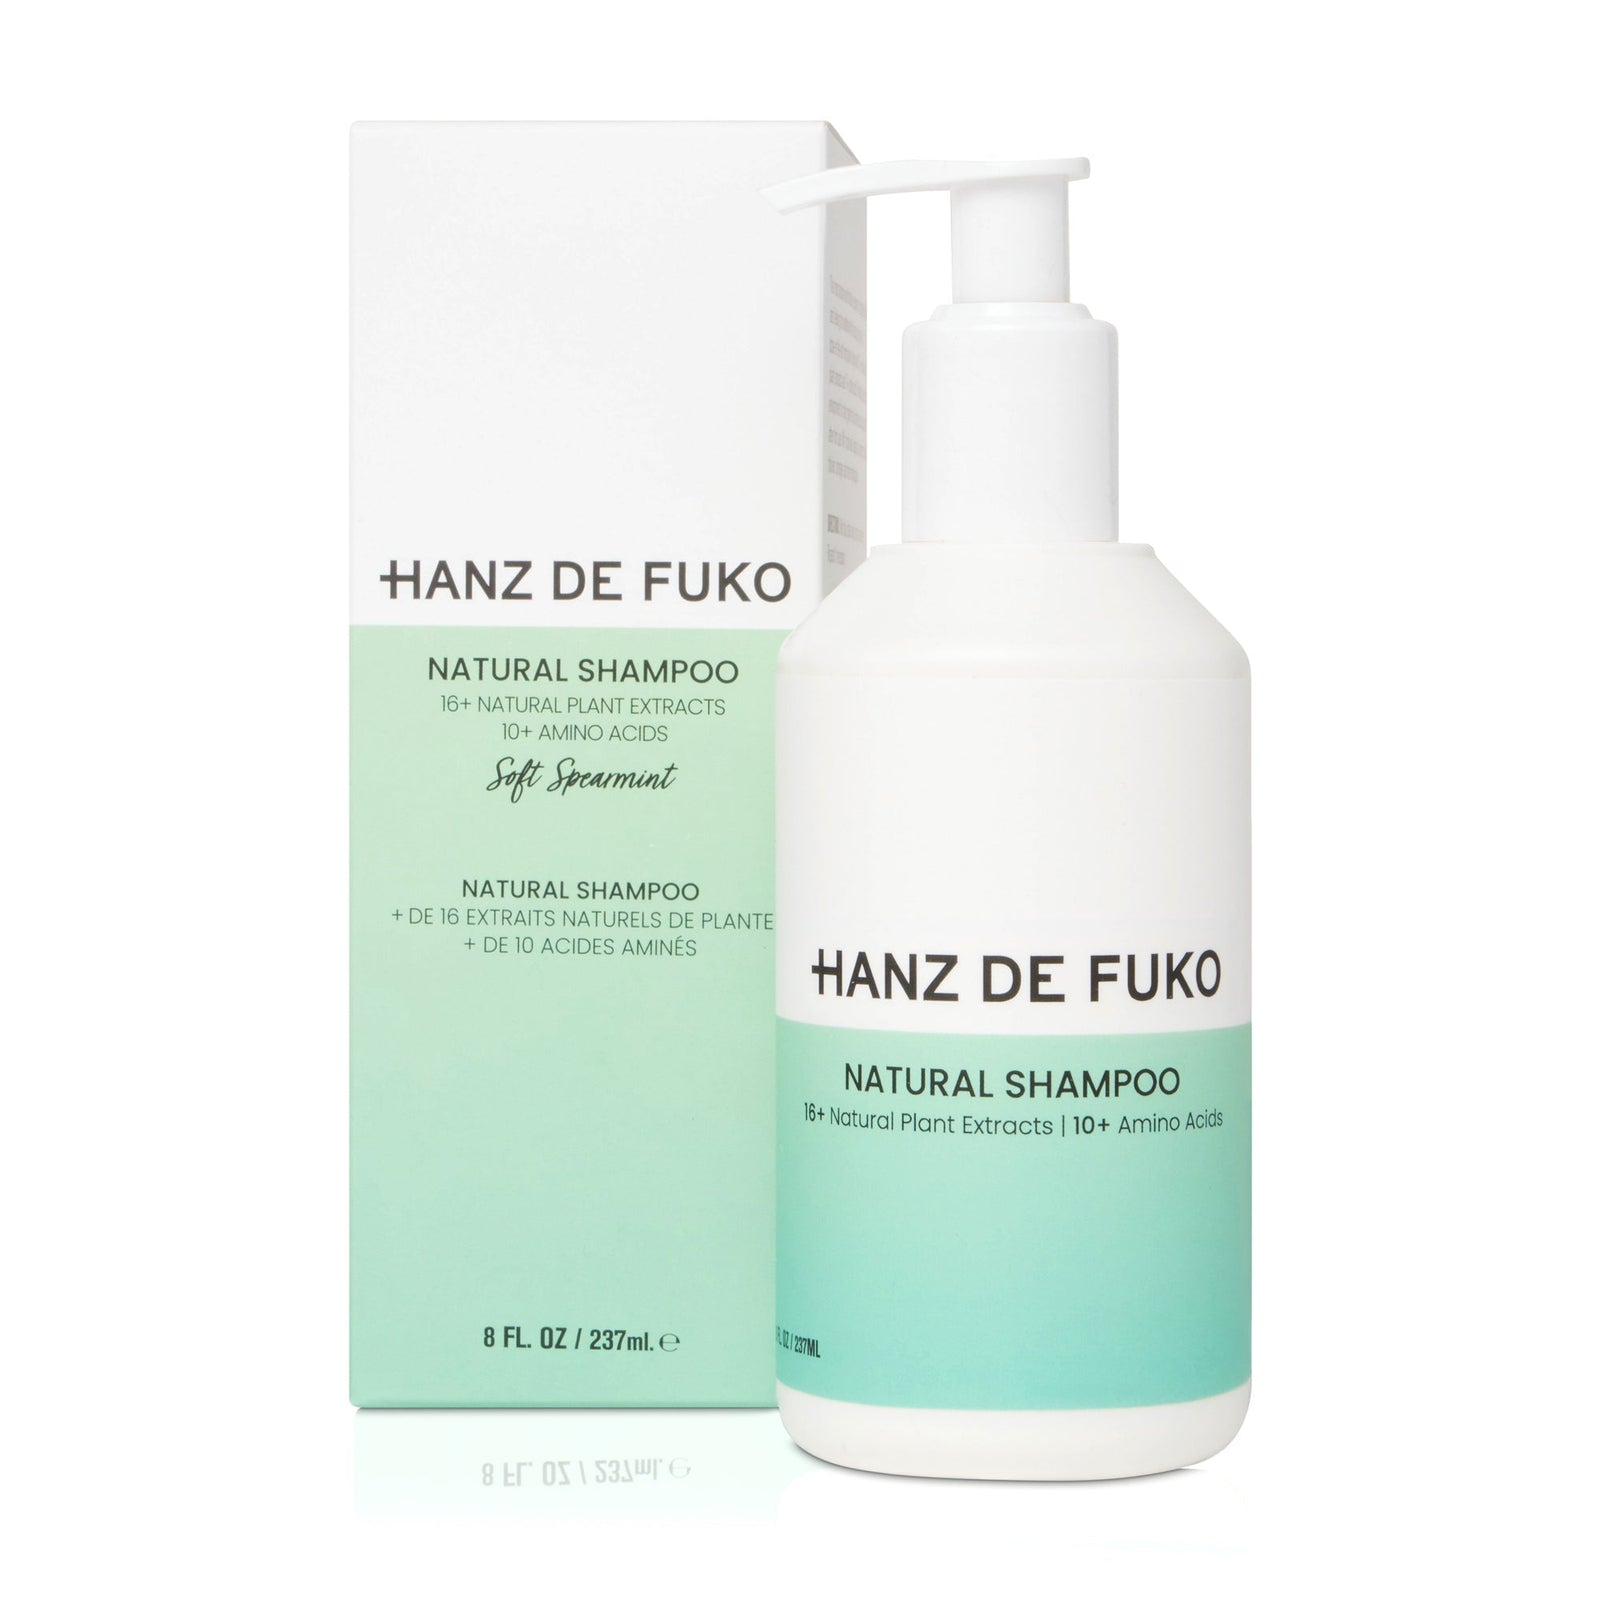 HANZ DE FUKO
NATURAL SHAMPOO
16+ NATURAL PLANT EXTRACTS
10+ AMINO ACIDS
Soft Spearmint
NATURAL SHAMPOO
+ DE 16 EXTRAITS NATURELS DE PLANTE
+ DE 10 ACIDES AMINÉS
8 FL. OZ / 237ml. ℮
HANZ DE FUKO
NATURAL SHAMPOO
16+ Natural Plant Extracts | 10+ Amino Acids
FL. OZ / 237ML